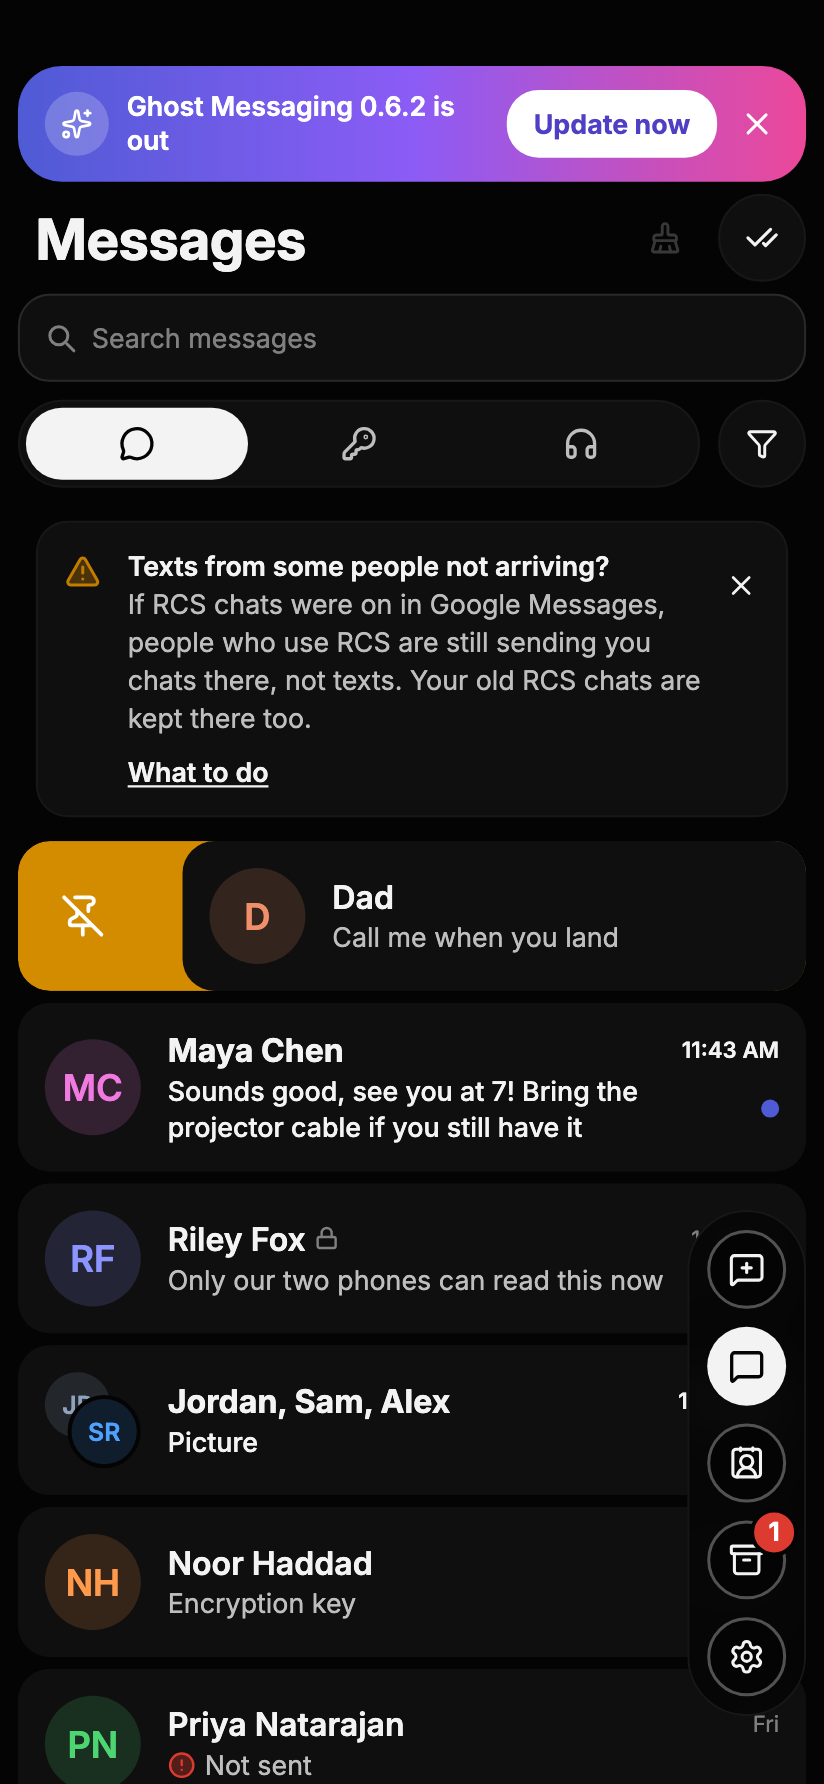 Ghost Messaging 0.6.2 is
out
Update now
Messages
Search messages
Texts from some people not arriving?
If RCS chats were on in Google Messages,
people who use RCS are still sending you
chats there, not texts. Your old RCS chats are
kept there too.
What to do
D
Dad
Call me when you land
MC
Maya Chen
11:43 AM
Sounds good, see you at 7! Bring the
projector cable if you still have it
RF
Riley Fox
Only our two phones can read this now
SR
Jordan, Sam, Alex
Picture
NH
Noor Haddad
Encryption key
1
PN
Priya Natarajan
Fri
Not sent